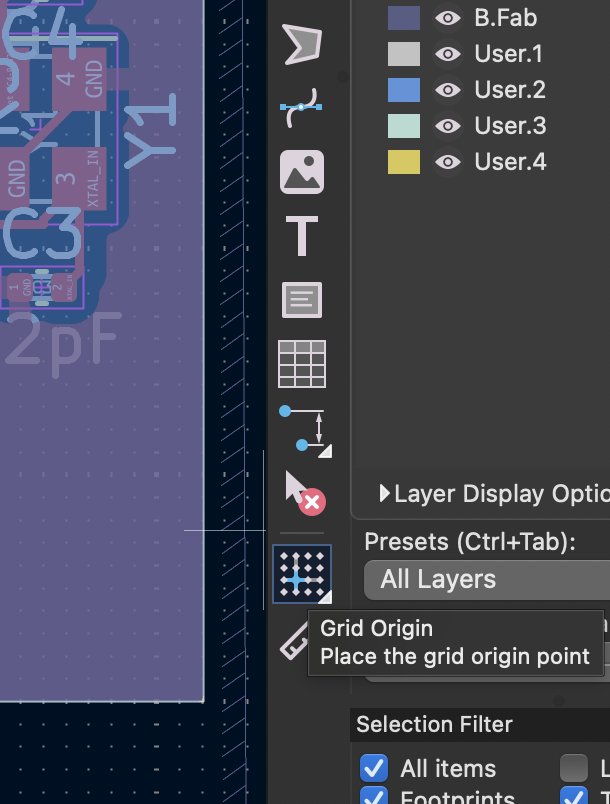 C4
4
GND
Y1
GND
3
XTAL_IN
C3
1
GND
2
2pF
B.Fab
User.1
User.2
User.3
User.4
T
Layer Display Optio
Presets (Ctrl+Tab):
All Layers
Grid Origin
Place the grid origin point
Selection Filter
All items
L
Footprints
T